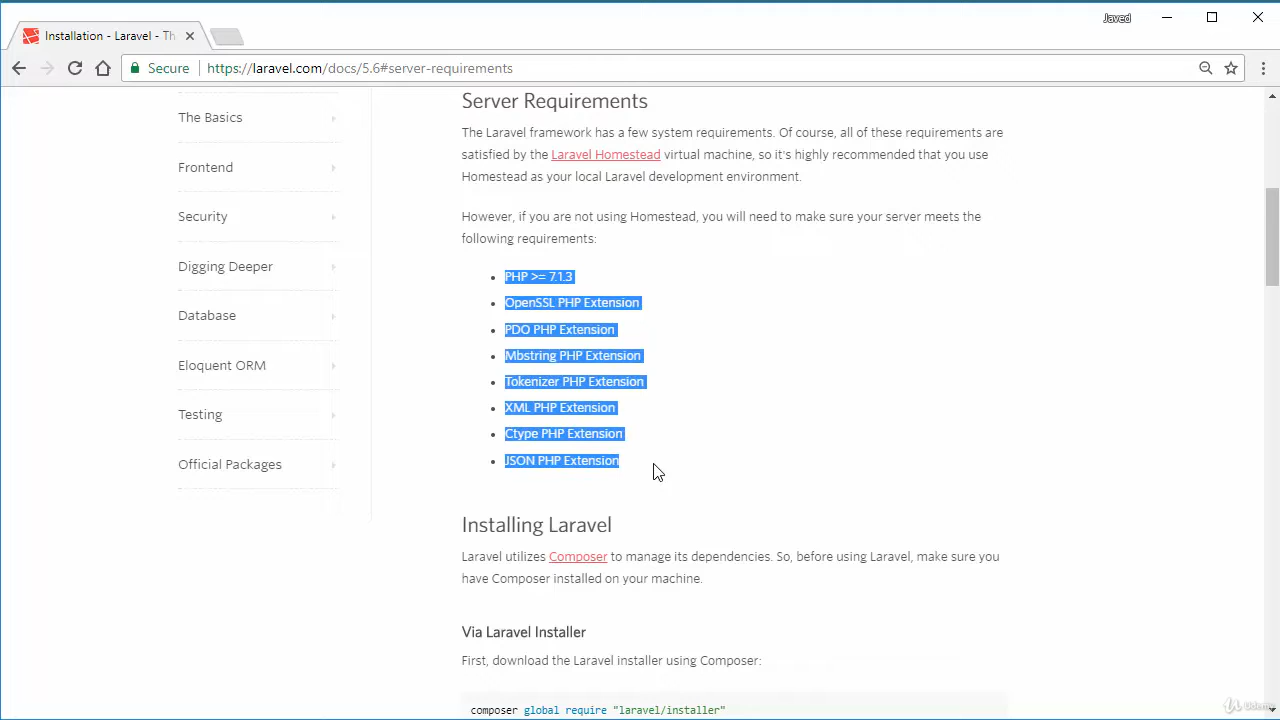 Javed
Installation - Laravel - Th
Secure https://laravel.com/docs/5.6#server-requirements
The Basics
Frontend
Security
Digging Deeper
Database
Eloquent ORM
Testing
Official Packages
Server Requirements
The Laravel framework has a few system requirements. Of course, all of these requirements are
satisfied by the Laravel Homestead virtual machine, so it's highly recommended that you use
Homestead as your local Laravel development environment.
However, if you are not using Homestead, you will need to make sure your server meets the
following requirements:
PHP >= 7.1.3
OpenSSL PHP Extension
PDO PHP Extension
Mbstring PHP Extension
Tokenizer PHP Extension
XML PHP Extension
Ctype PHP Extension
JSON PHP Extension
Installing Laravel
Laravel utilizes Composer to manage its dependencies. So, before using Laravel, make sure you
have Composer installed on your machine.
Via Laravel Installer
First, download the Laravel installer using Composer:
composer global require "laravel/installer"
Udemy